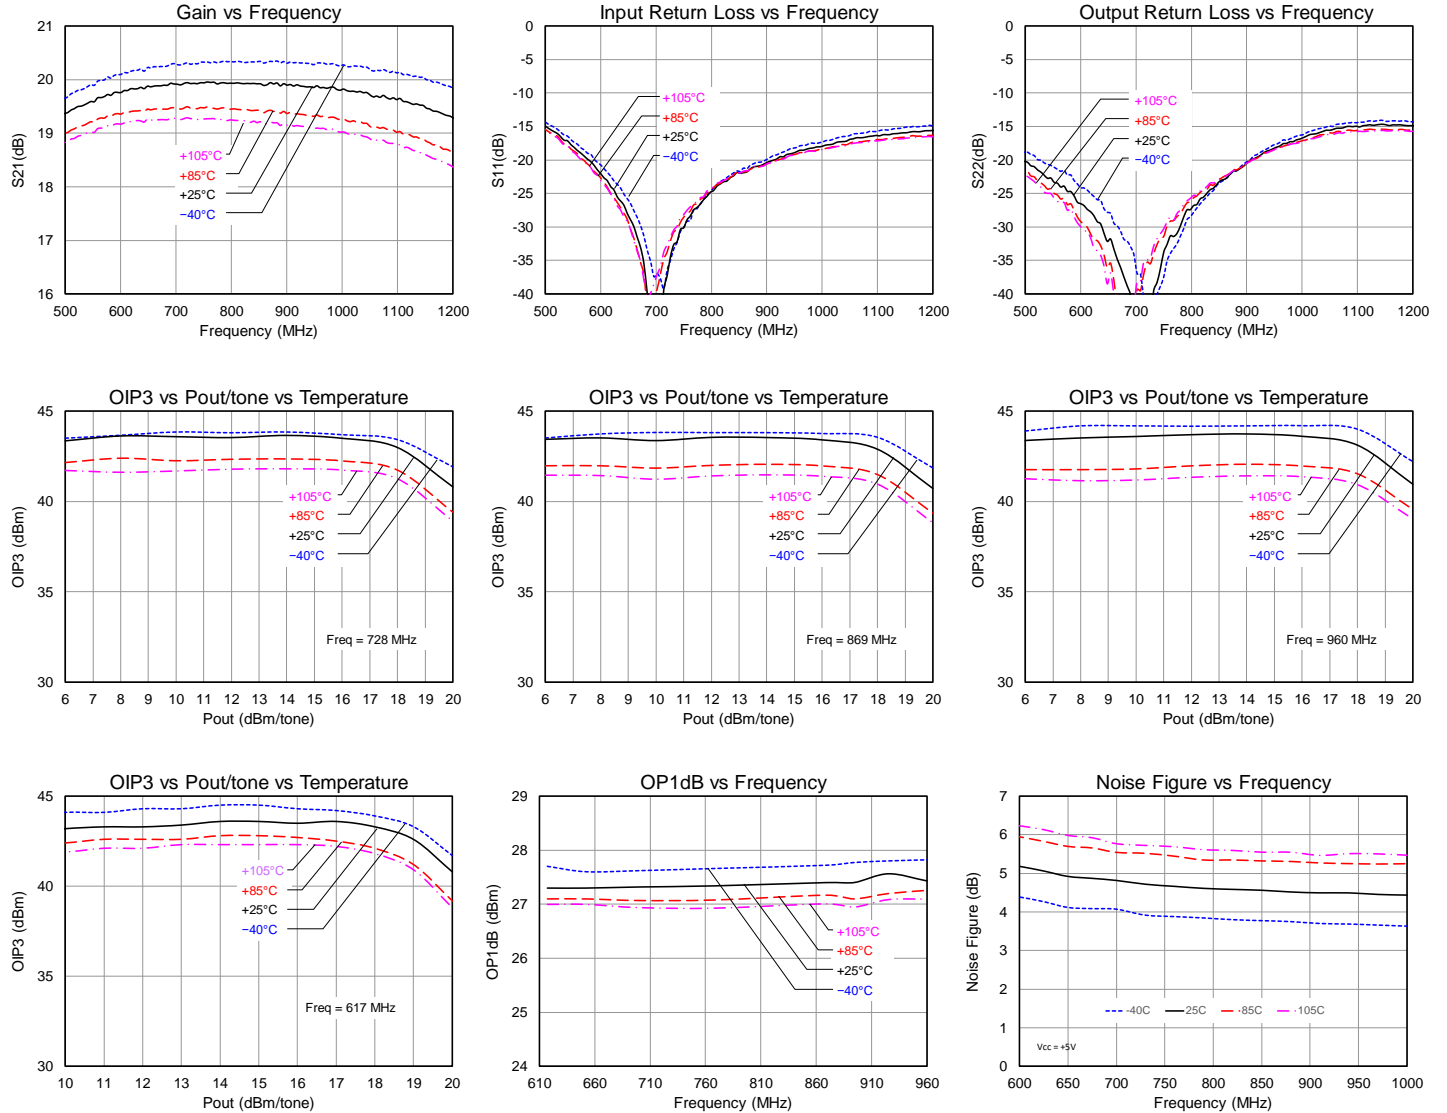 Gain vs Frequency
21
20
19
18
17
16
S21(dB)
+105°C
+85°C
+25°C
−40°C
500 600 700 800 900 1000 1100 1200
Frequency (MHz)
Input Return Loss vs Frequency
0
-5
-10
-15
-20
-25
-30
-35
-40
S11(dB)
+105°C
+85°C
+25°C
−40°C
500 600 700 800 900 1000 1100 1200
Frequency (MHz)
Output Return Loss vs Frequency
0
-5
-10
-15
-20
-25
-30
-35
-40
S22(dB)
+105°C
+85°C
+25°C
−40°C
500 600 700 800 900 1000 1100 1200
Frequency (MHz)
OIP3 vs Pout/tone vs Temperature
45
40
35
30
OIP3 (dBm)
+105°C
+85°C
+25°C
−40°C
Freq = 728 MHz
6 7 8 9 10 11 12 13 14 15 16 17 18 19 20
Pout (dBm/tone)
OIP3 vs Pout/tone vs Temperature
45
40
35
30
OIP3 (dBm)
+105°C
+85°C
+25°C
−40°C
Freq = 869 MHz
6 7 8 9 10 11 12 13 14 15 16 17 18 19 20
Pout (dBm/tone)
OIP3 vs Pout/tone vs Temperature
45
40
35
30
OIP3 (dBm)
+105°C
+85°C
+25°C
−40°C
Freq = 960 MHz
6 7 8 9 10 11 12 13 14 15 16 17 18 19 20
Pout (dBm/tone)
OIP3 vs Pout/tone vs Temperature
45
40
35
30
OIP3 (dBm)
+105°C
+85°C
+25°C
−40°C
Freq = 617 MHz
10 11 12 13 14 15 16 17 18 19 20
Pout (dBm/tone)
OP1dB vs Frequency
29
28
27
26
25
24
OP1dB (dBm)
+105°C
+85°C
+25°C
−40°C
610 660 710 760 810 860 910 960
Frequency (MHz)
Noise Figure vs Frequency
7
6
5
4
3
2
1
0
Noise Figure (dB)
-40C 25C 85C 105C
Vcc = +5V
600 650 700 750 800 850 900 950 1000
Frequency (MHz)